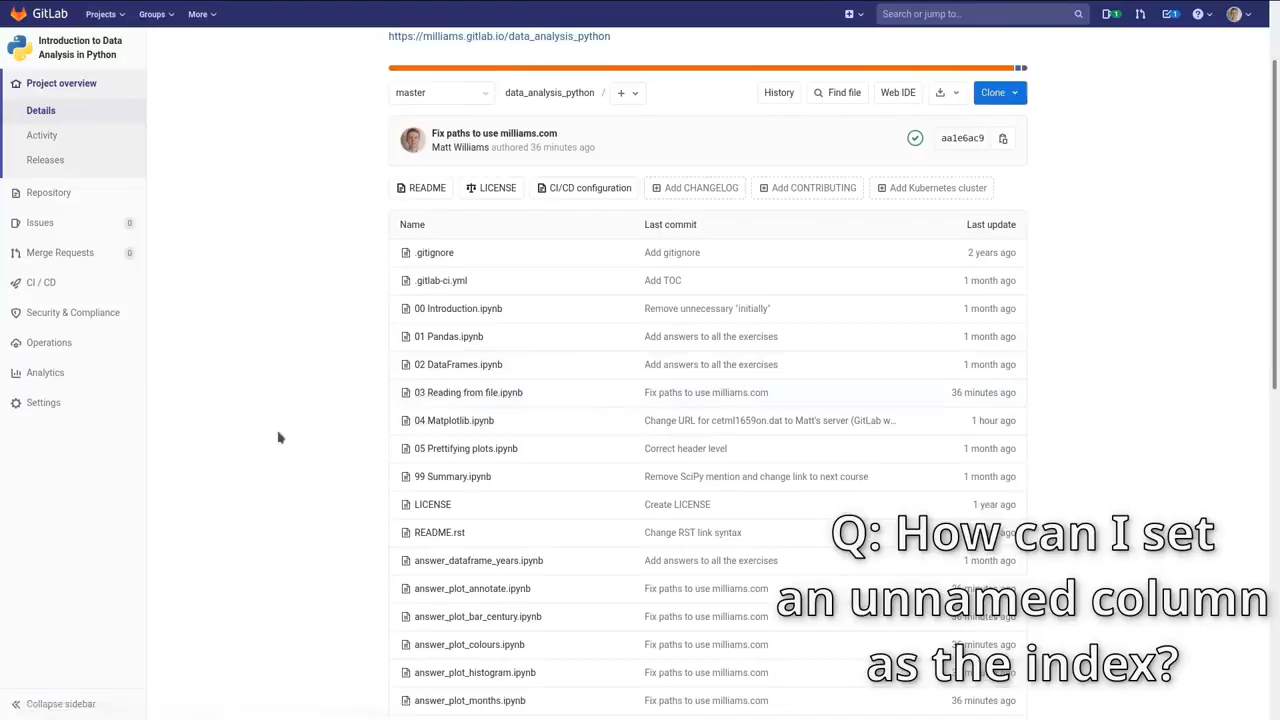 GitLab Projects Groups More Search or jump to... 1 1
Introduction to Data
Analysis in Python
https://milliams.gitlab.io/data_analysis_python
Project overview
Details
Activity
Releases
Repository
Issues 0
Merge Requests 0
CI / CD
Security & Compliance
Operations
Analytics
Settings
Collapse sidebar
master data_analysis_python / + History Find file Web IDE Clone
Fix paths to use milliams.com
Matt Williams authored 36 minutes ago
aa1e6ac9
README LICENSE CI/CD configuration Add CHANGELOG Add CONTRIBUTING Add Kubernetes cluster
Name Last commit Last update
.gitignore Add gitignore 2 years ago
.gitlab-ci.yml Add TOC 1 month ago
00 Introduction.ipynb Remove unnecessary "initially" 1 month ago
01 Pandas.ipynb Add answers to all the exercises 1 month ago
02 DataFrames.ipynb Add answers to all the exercises 1 month ago
03 Reading from file.ipynb Fix paths to use milliams.com 36 minutes ago
04 Matplotlib.ipynb Change URL for cetml1659on.dat to Matt's server (GitLab w... 1 hour ago
05 Prettifying plots.ipynb Correct header level 1 month ago
99 Summary.ipynb Remove SciPy mention and change link to next course 1 month ago
LICENSE Create LICENSE 1 year ago
README.rst Change RST link syntax
answer_dataframe_years.ipynb Add answers to all the exercises 1 month ago
answer_plot_annotate.ipynb Fix paths to use milliams.com
answer_plot_bar_century.ipynb Fix paths to use milliams.com
answer_plot_colours.ipynb Fix paths to use milliams.com
answer_plot_histogram.ipynb Fix paths to use milliams.com
answer_plot_months.ipynb Fix paths to use milliams.com 36 minutes ago
Q: How can I set
an unnamed column
as the index?